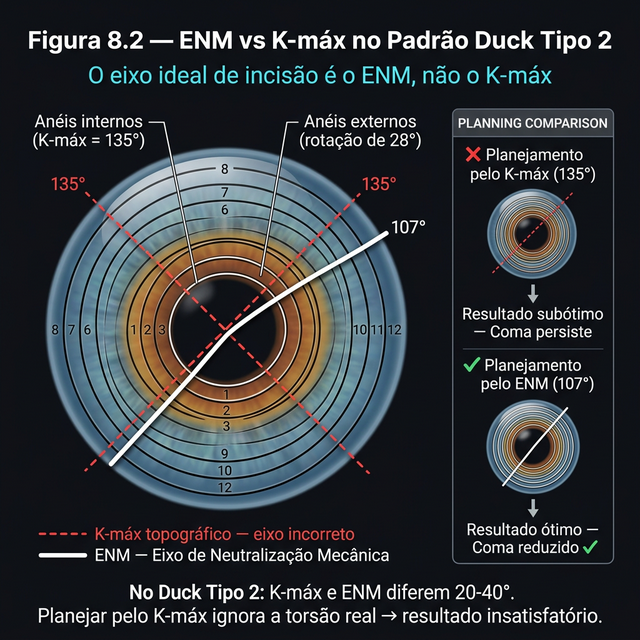 Figura 8.2 — ENM vs K-máx no Padrão Duck Tipo 2
O eixo ideal de incisão é o ENM, não o K-máx
Anéis internos
(K-máx = 135°)
Anéis externos
(rotação de 28°)
135°
135°
107°
8
7
6
8 7 6 1 2 3
10 11 12
1
2
3
9
10
12
K-máx topográfico — eixo incorreto
ENM — Eixo de Neutralização Mecânica
PLANNING COMPARISON
❌ Planejamento
pelo K-máx (135°)
Resultado subótimo
— Coma persiste
✓ Planejamento
pelo ENM (107°)
Resultado ótimo —
Coma reduzido ✓
No Duck Tipo 2: K-máx e ENM diferem 20-40°.
Planejar pelo K-máx ignora a torsão real → resultado insatisfatório.